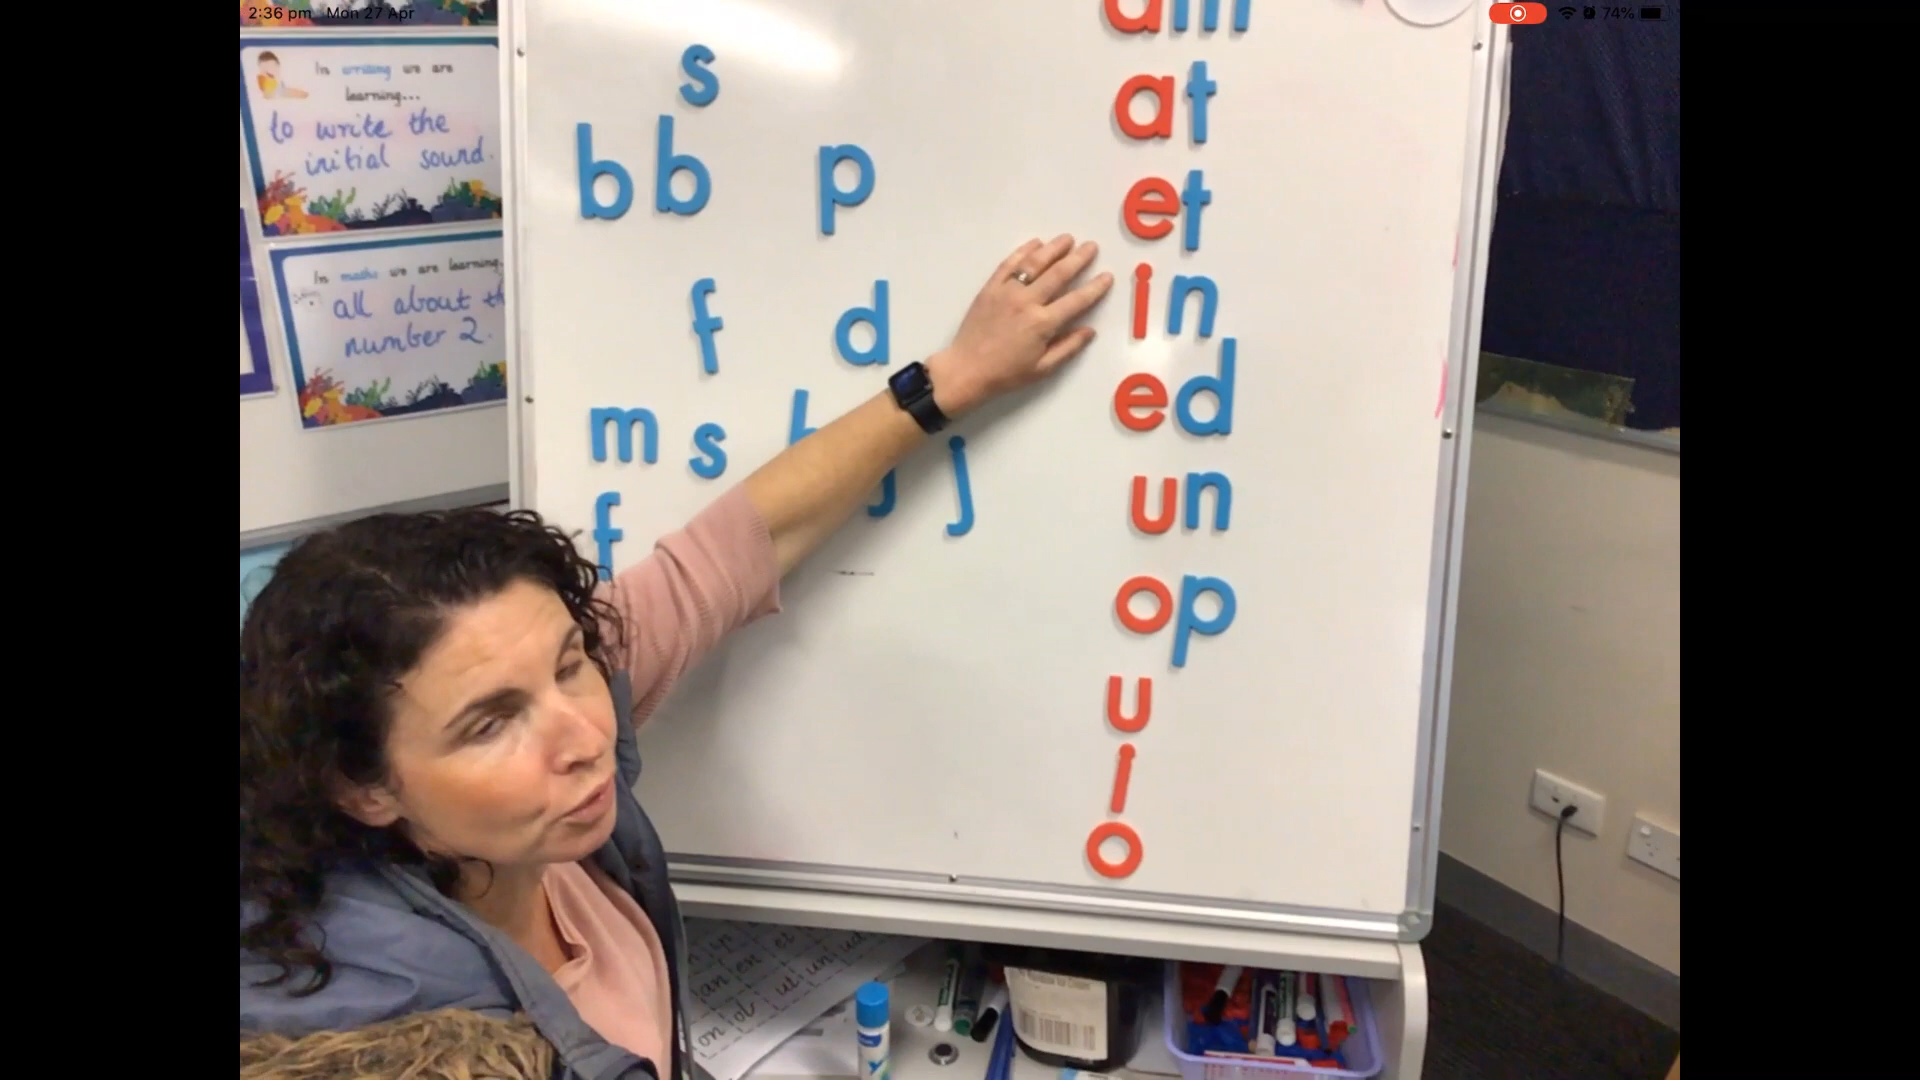 2:36 pm Mon 27 Apr
74%
In writing we are
learning...
to write the
initial sound.
In maths we are learning
all about th
number 2.
s
b b p
f d
m s
j
f
am
at
et
in
ed
un
op
u
i
o